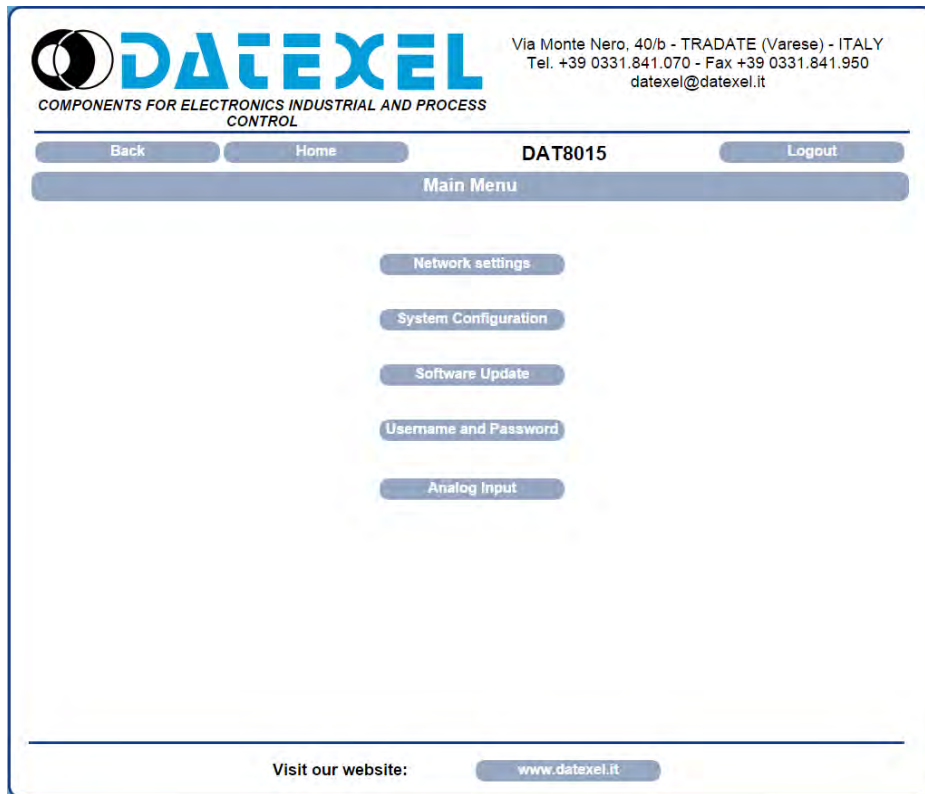 DATEXEL
COMPONENTS FOR ELECTRONICS INDUSTRIAL AND PROCESS
CONTROL
Via Monte Nero, 40/b - TRADATE (Varese) - ITALY
Tel. +39 0331.841.070 - Fax +39 0331.841.950
datexel@datexel.it
Back Home DAT8015 Logout
Main Menu
Network settings
System Configuration
Software Update
Username and Password
Analog Input
Visit our website: www.datexel.it